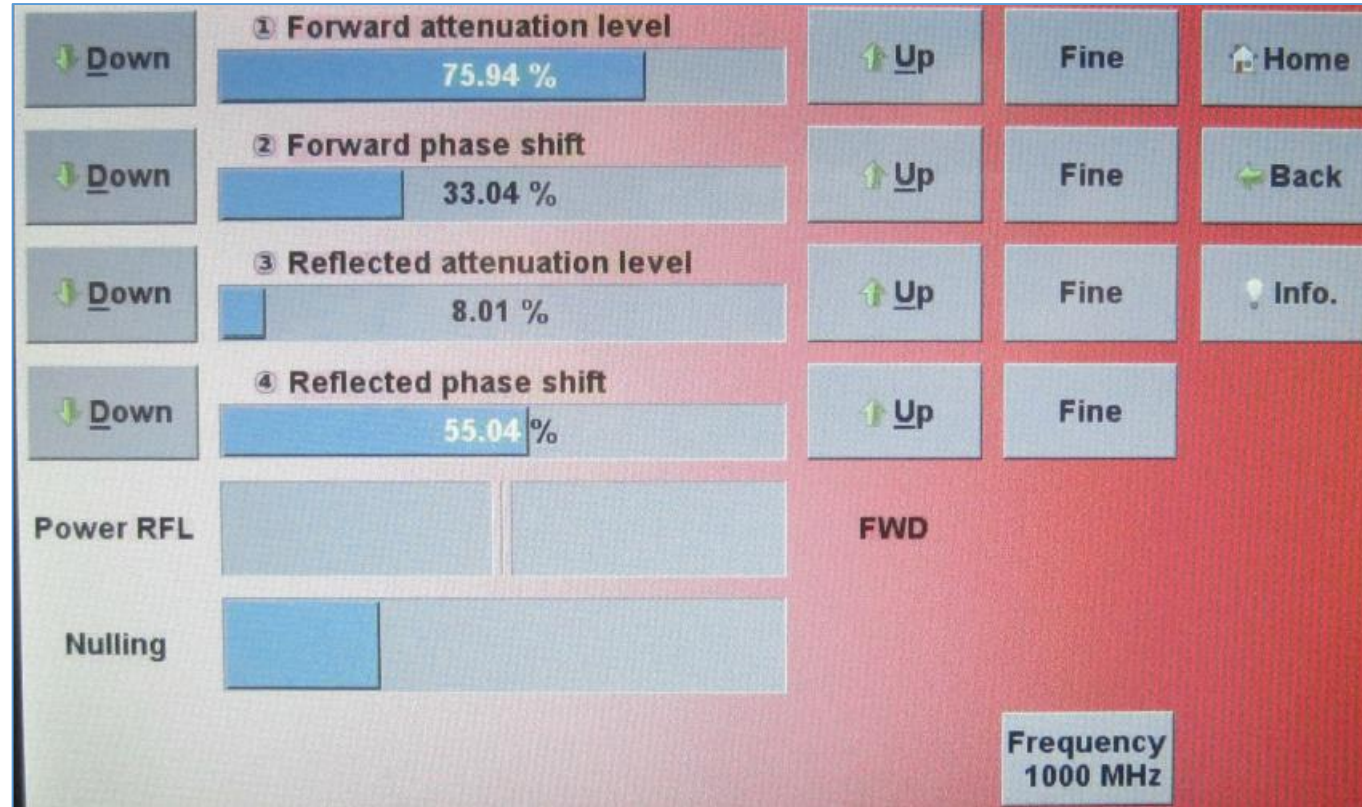 ① Forward attenuation level
Down 75.94 % Up Fine Home
② Forward phase shift
Down 33.04 % Up Fine Back
③ Reflected attenuation level
Down 8.01 % Up Fine Info.
④ Reflected phase shift
Down 55.04 % Up Fine
Power RFL FWD
Nulling
Frequency
1000 MHz